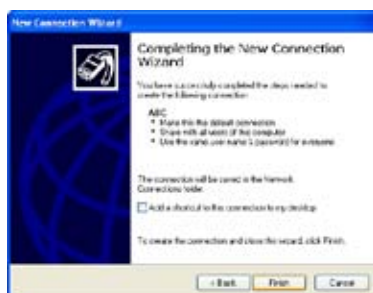 New Connection Wizard
Completing the New Connection
Wizard
You have successfully completed the steps needed to
create the following connection:
ABC
* Make this the default connection
* Share with all users of this computer
* Use the same user name & password for everyone
The connection will be saved in the Network
Connections folder.
Add a shortcut to this connection to my desktop
To create the connection and close this wizard, click Finish.
< Back
Finish
Cancel